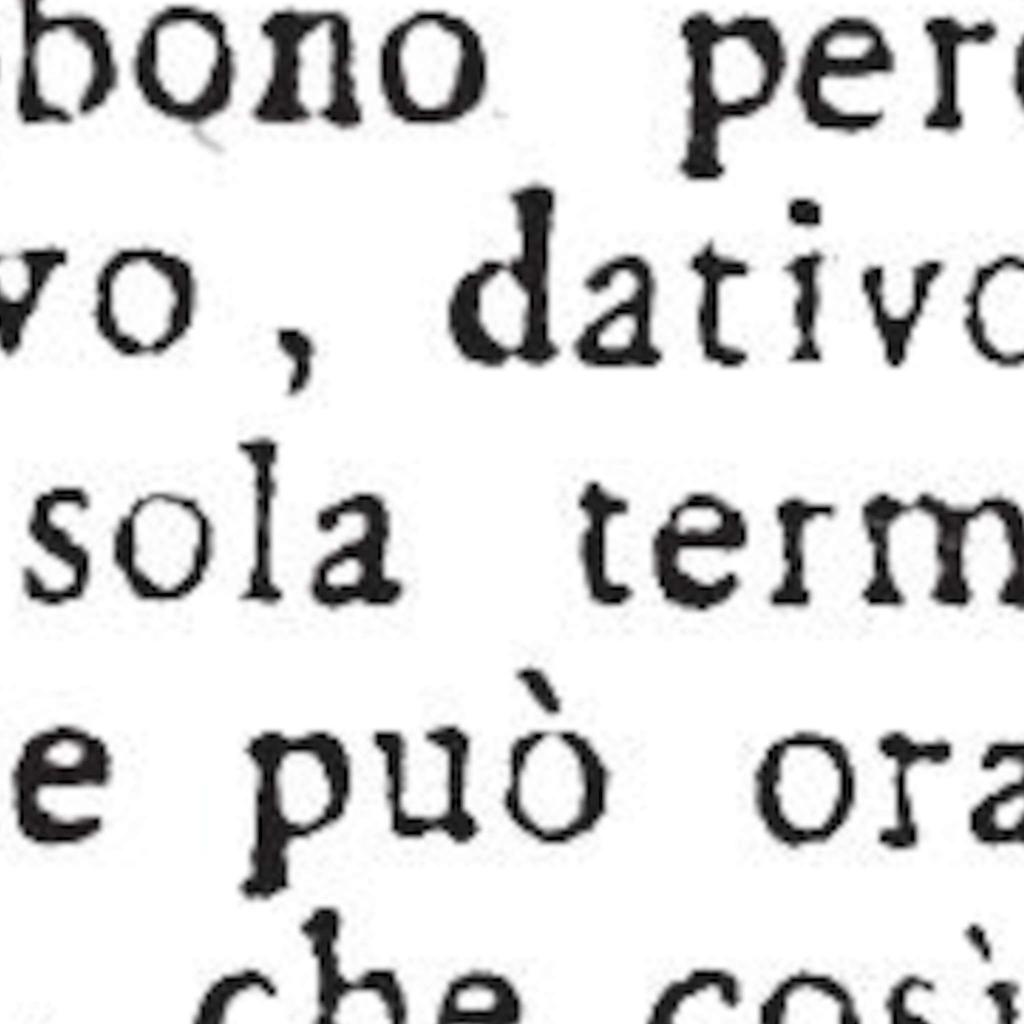 bono per
vo , dativo
sola term
e può ora
che così